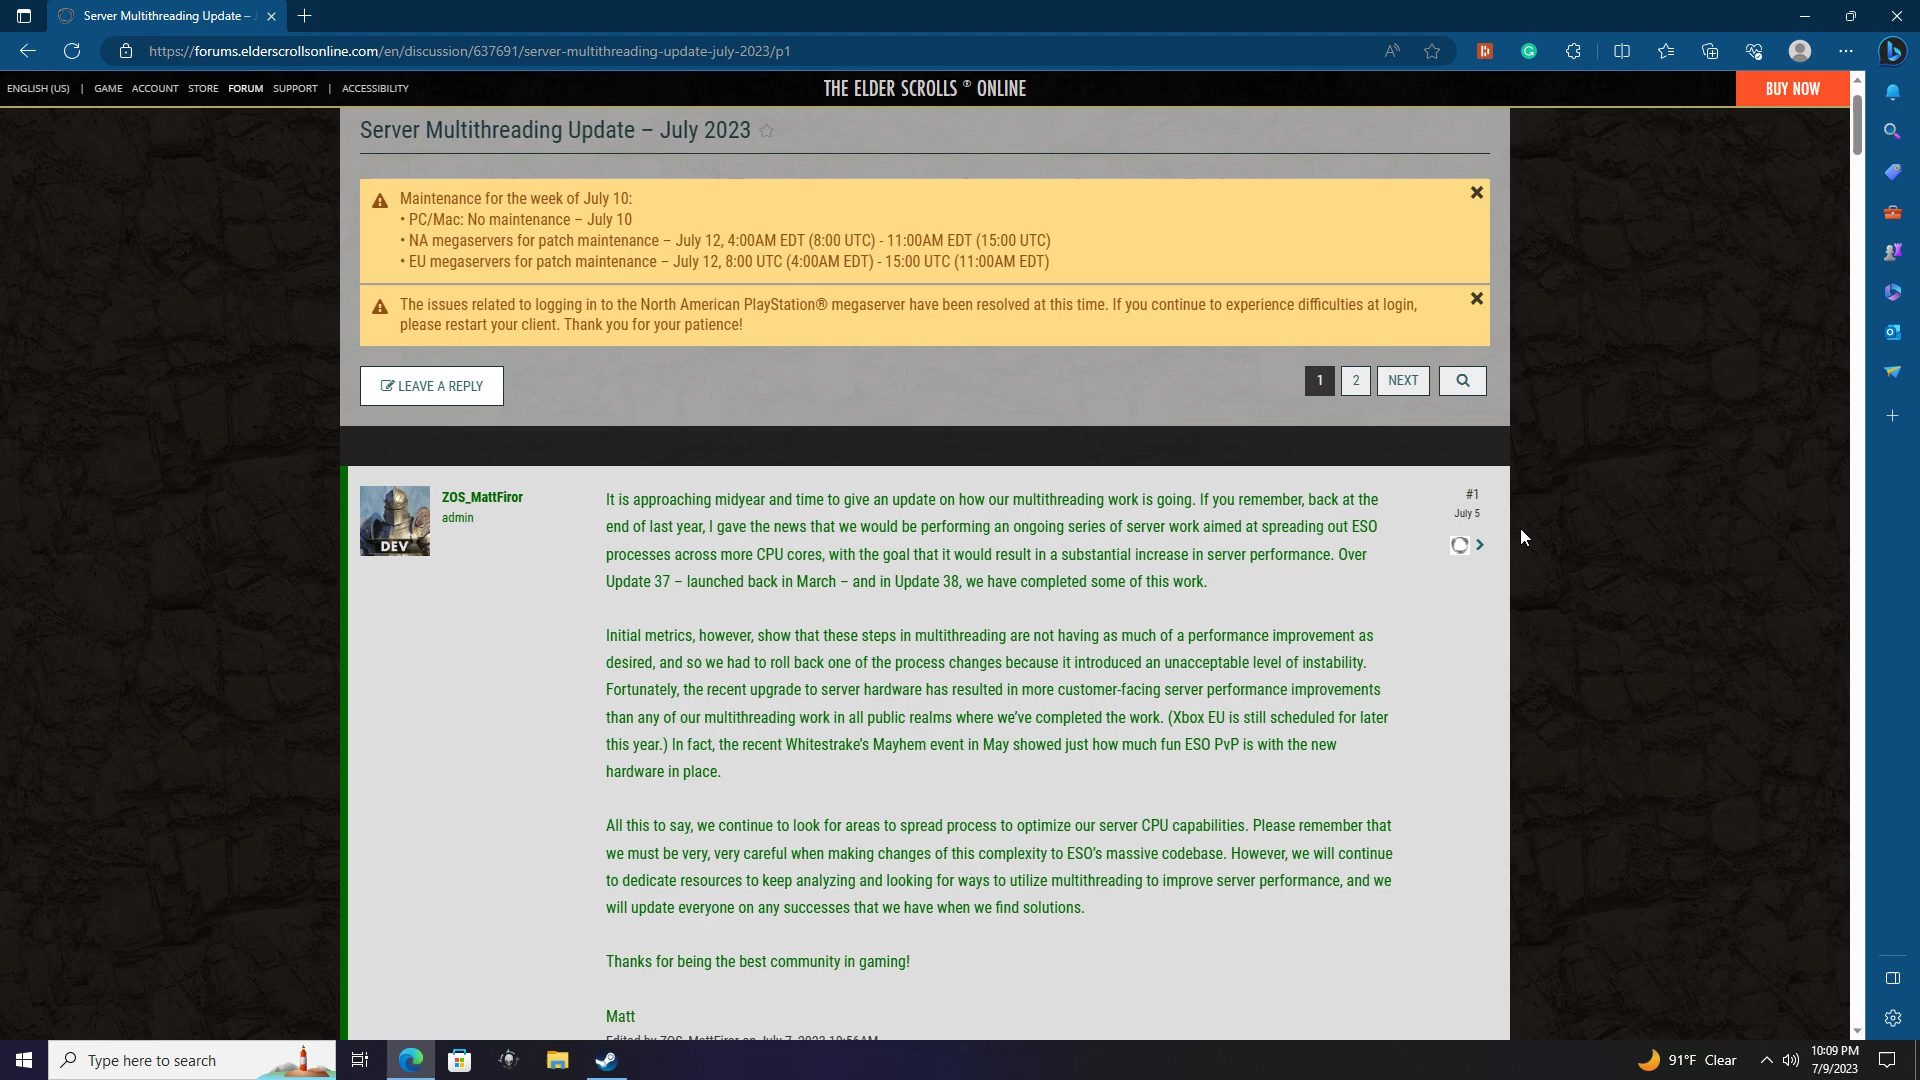 Server Multithreading Update –
https://forums.elderscrollsonline.com/en/discussion/637691/server-multithreading-update-july-2023/p1
ENGLISH (US) | GAME ACCOUNT STORE FORUM SUPPORT | ACCESSIBILITY
THE ELDER SCROLLS ® ONLINE
BUY NOW
Server Multithreading Update – July 2023
Maintenance for the week of July 10:
• PC/Mac: No maintenance – July 10
• NA megaservers for patch maintenance – July 12, 4:00AM EDT (8:00 UTC) - 11:00AM EDT (15:00 UTC)
• EU megaservers for patch maintenance – July 12, 8:00 UTC (4:00AM EDT) - 15:00 UTC (11:00AM EDT)
The issues related to logging in to the North American PlayStation® megaserver have been resolved at this time. If you continue to experience difficulties at login,
please restart your client. Thank you for your patience!
LEAVE A REPLY
1 2 NEXT
ZOS_MattFiror
admin
DEV
#1
July 5
It is approaching midyear and time to give an update on how our multithreading work is going. If you remember, back at the
end of last year, I gave the news that we would be performing an ongoing series of server work aimed at spreading out ESO
processes across more CPU cores, with the goal that it would result in a substantial increase in server performance. Over
Update 37 – launched back in March – and in Update 38, we have completed some of this work.
Initial metrics, however, show that these steps in multithreading are not having as much of a performance improvement as
desired, and so we had to roll back one of the process changes because it introduced an unacceptable level of instability.
Fortunately, the recent upgrade to server hardware has resulted in more customer-facing server performance improvements
than any of our multithreading work in all public realms where we've completed the work. (Xbox EU is still scheduled for later
this year.) In fact, the recent Whitestrake's Mayhem event in May showed just how much fun ESO PvP is with the new
hardware in place.
All this to say, we continue to look for areas to spread process to optimize our server CPU capabilities. Please remember that
we must be very, very careful when making changes of this complexity to ESO's massive codebase. However, we will continue
to dedicate resources to keep analyzing and looking for ways to utilize multithreading to improve server performance, and we
will update everyone on any successes that we have when we find solutions.
Thanks for being the best community in gaming!
Matt
Edited by ZOS_MattFiror on July 7, 2023 10:56AM
Type here to search
91°F Clear
10:09 PM
7/9/2023